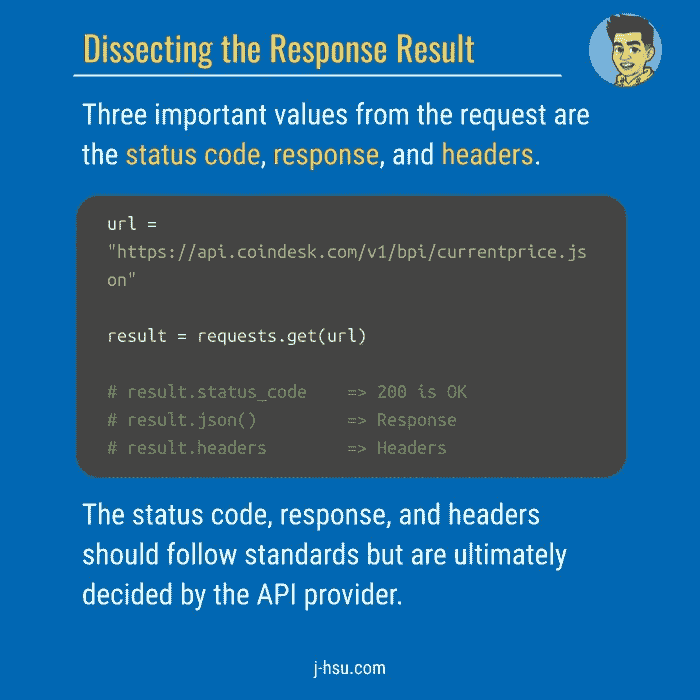 Dissecting the Response Result
Three important values from the request are
the status code, response, and headers.
url =
"https://api.coindesk.com/v1/bpi/currentprice.js
on"
result = requests.get(url)
# result.status_code    => 200 is OK
# result.json()         => Response
# result.headers        => Headers
The status code, response, and headers
should follow standards but are ultimately
decided by the API provider.
j-hsu.com